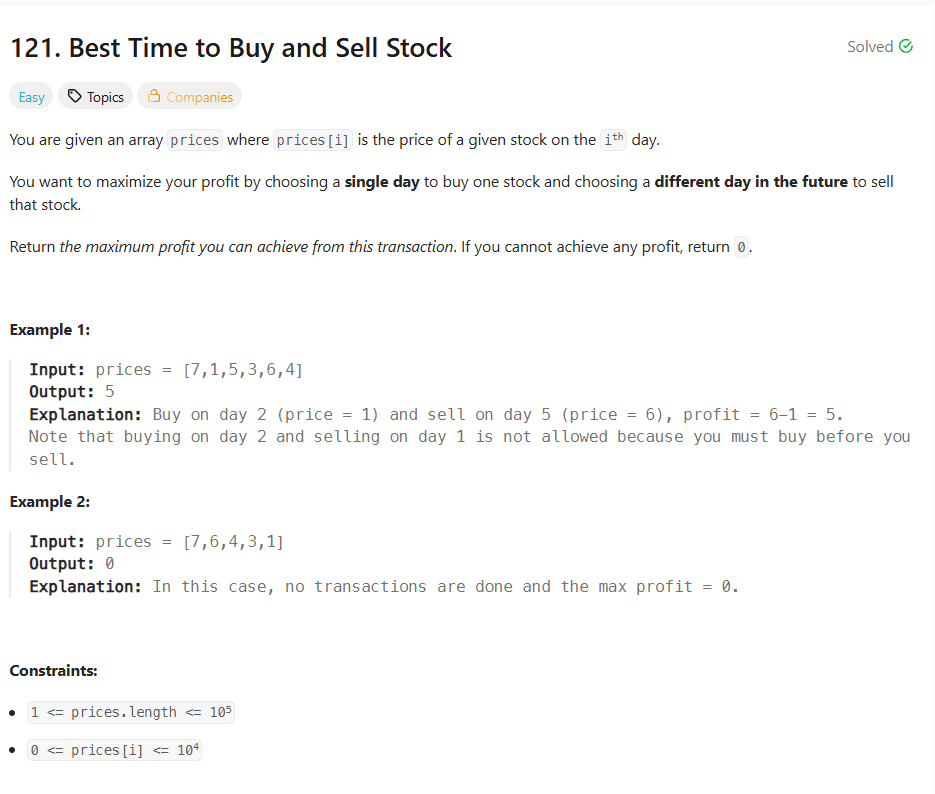 121. Best Time to Buy and Sell Stock
Solved
Easy Topics Companies
You are given an array prices where prices[i] is the price of a given stock on the ith day.
You want to maximize your profit by choosing a single day to buy one stock and choosing a different day in the future to sell
that stock.
Return the maximum profit you can achieve from this transaction. If you cannot achieve any profit, return 0.
Example 1:
Input: prices = [7,1,5,3,6,4]
Output: 5
Explanation: Buy on day 2 (price = 1) and sell on day 5 (price = 6), profit = 6-1 = 5.
Note that buying on day 2 and selling on day 1 is not allowed because you must buy before you
sell.
Example 2:
Input: prices = [7,6,4,3,1]
Output: 0
Explanation: In this case, no transactions are done and the max profit = 0.
Constraints:
• 1 <= prices.length <= 10⁵
• 0 <= prices[i] <= 10⁴